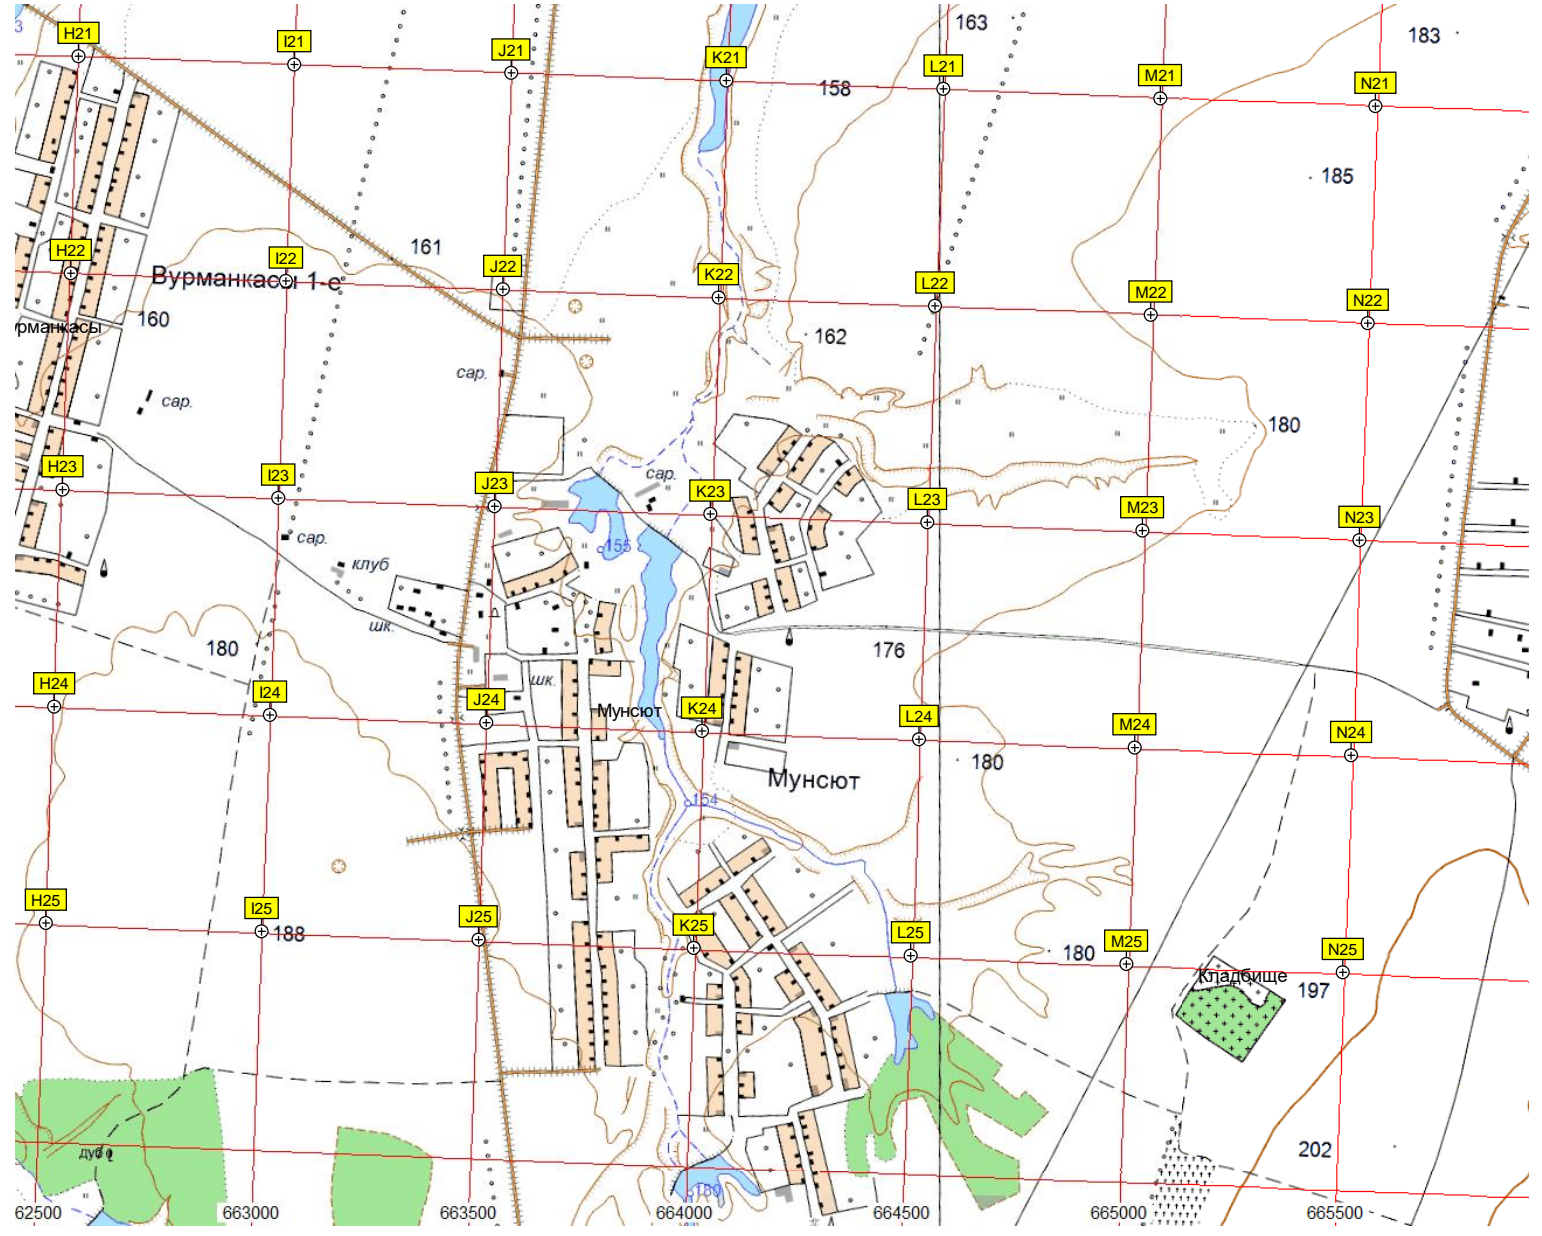 3
H21
I21
J21
K21
L21
M21
N21
163
183
158
185
H22
I22
J22
K22
L22
M22
N22
161
Вурманкасы 1-е
160
урманкасы
162
сар.
сар.
180
H23
I23
J23
K23
L23
M23
N23
сар.
сар.
клуб
155
шк.
180
176
H24
I24
J24
K24
L24
M24
N24
шк.
Мунсют
180
Мунсют
154
H25
I25
J25
K25
L25
M25
N25
188
180
Кладбище
197
дуб
202
180
62500
663000
663500
664000
664500
665000
665500